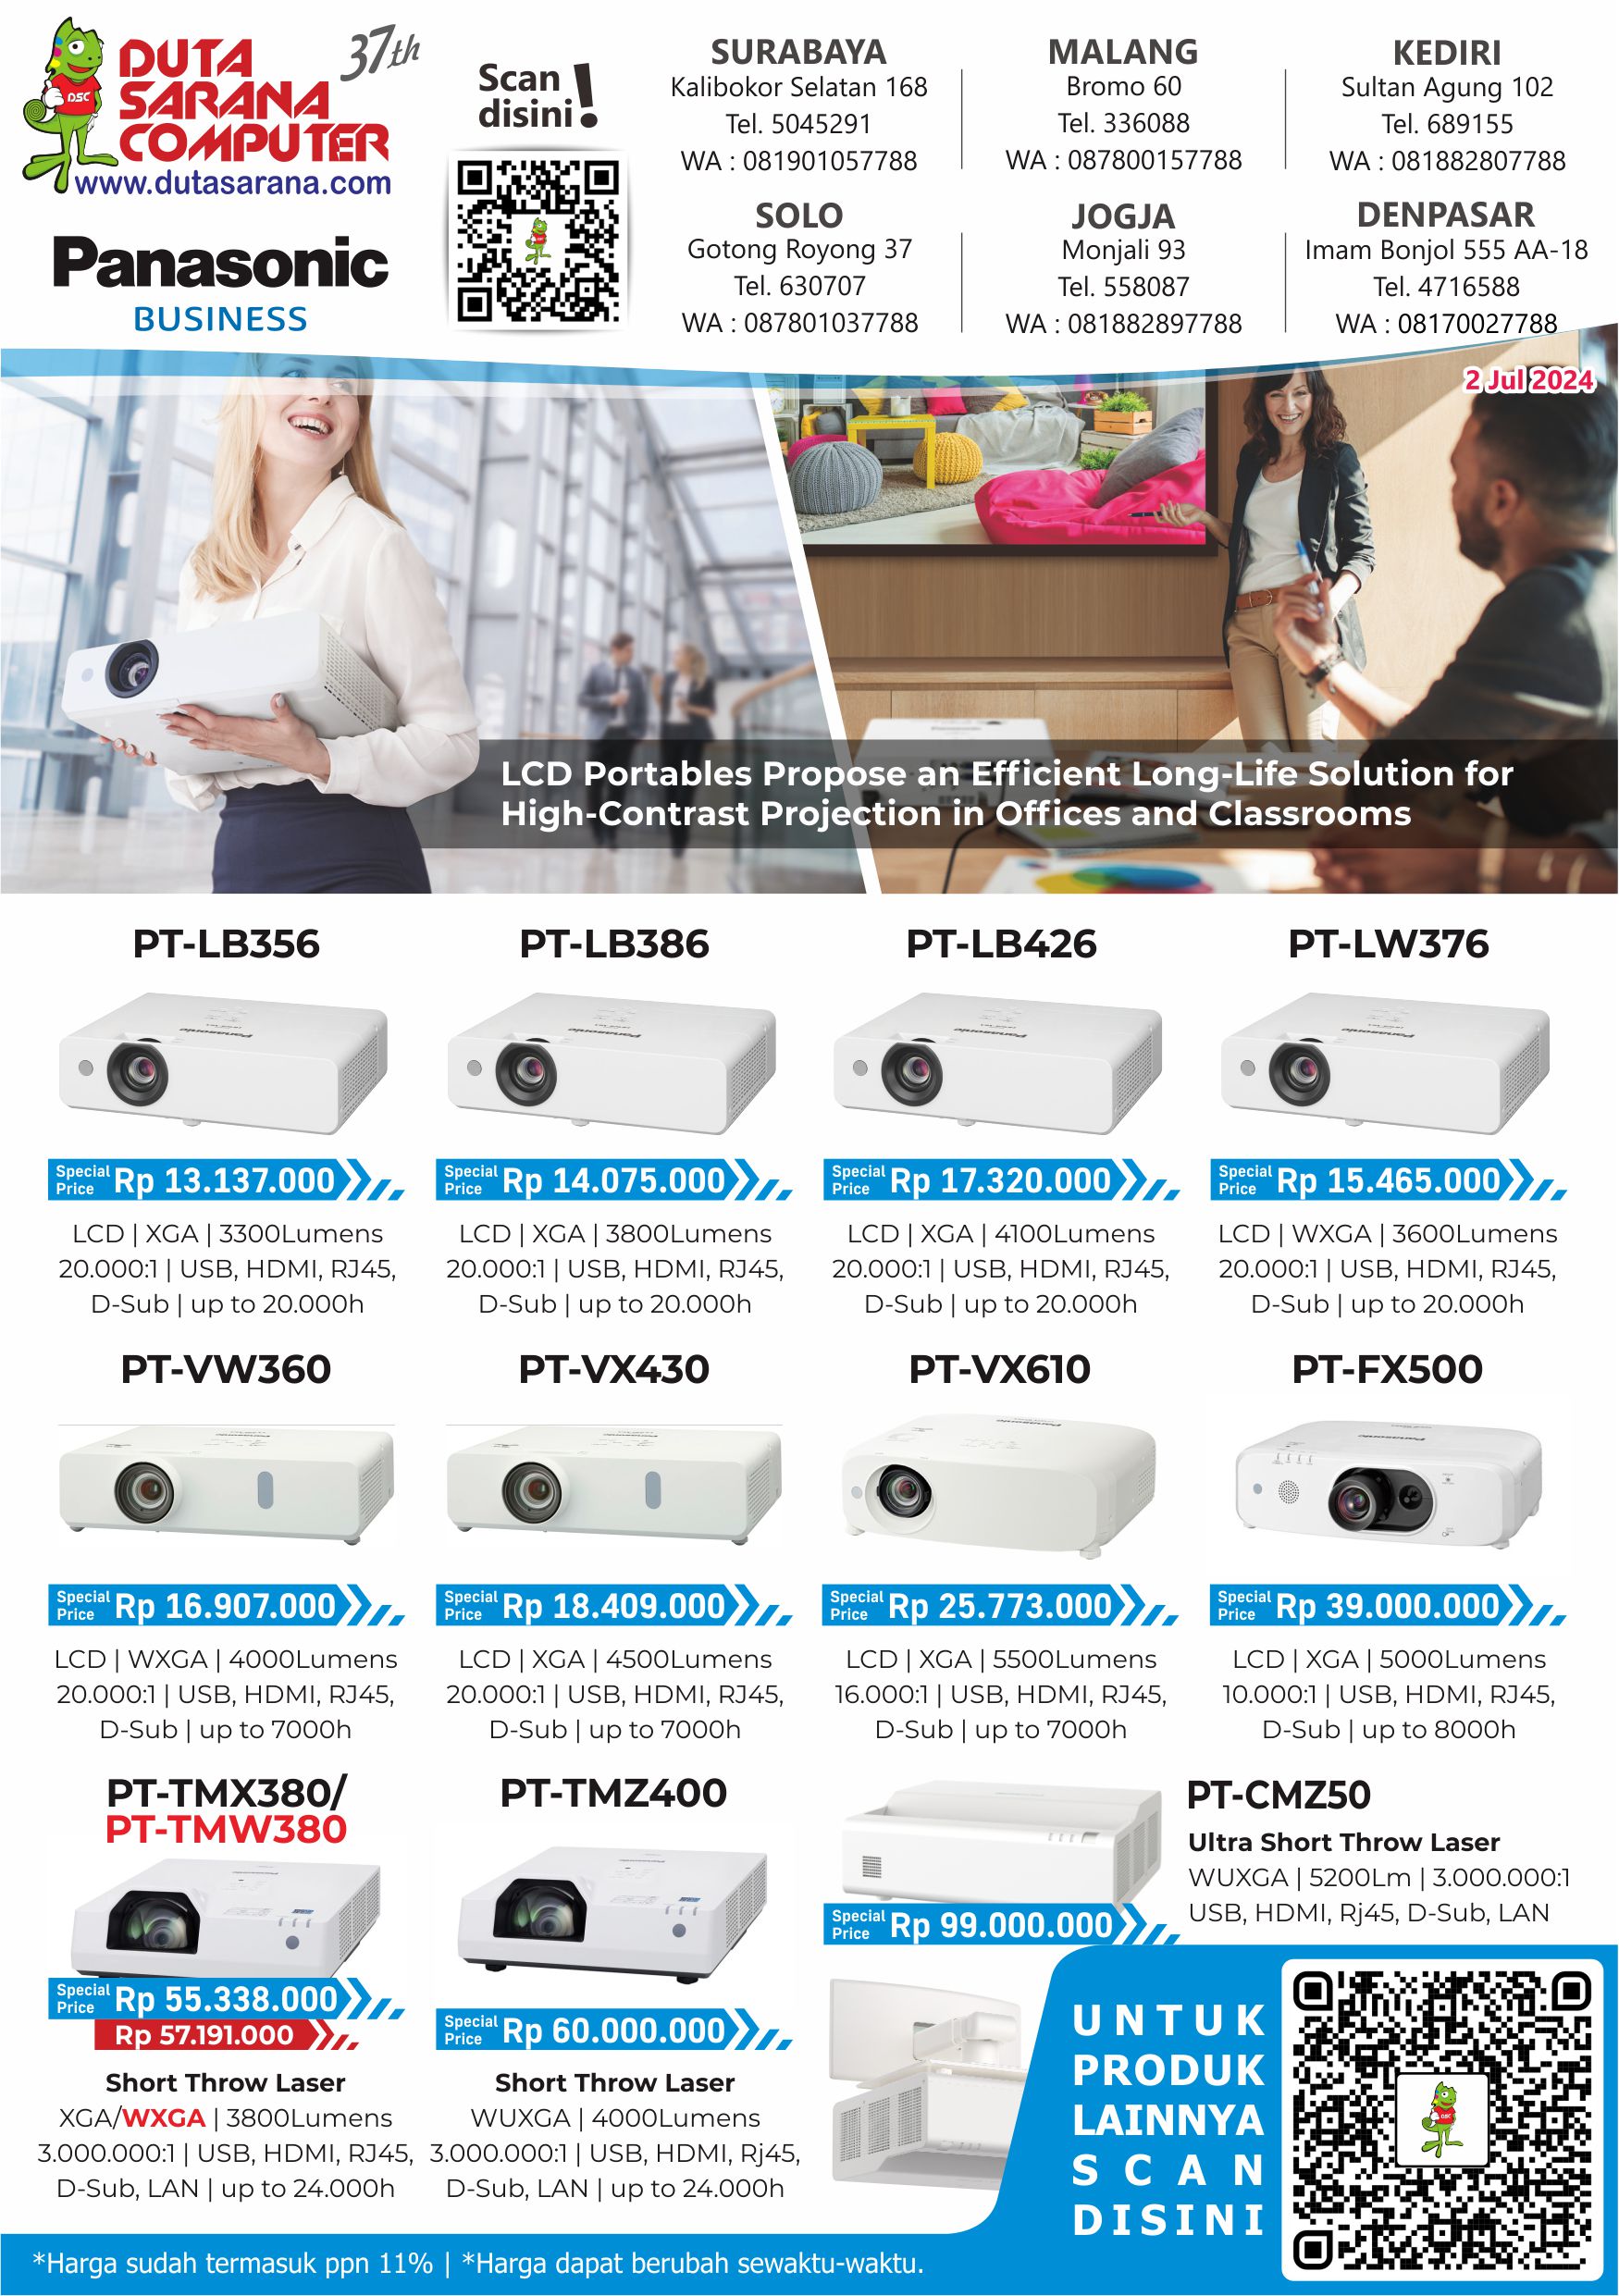 DUTA
SARANA
COMPUTER
37th
DSC
www.dutasarana.com
Panasonic
BUSINESS
Scan
disini!
SURABAYA
Kalibokor Selatan 168
Tel. 5045291
WA : 081901057788
MALANG
Bromo 60
Tel. 336088
WA : 087800157788
KEDIRI
Sultan Agung 102
Tel. 689155
WA : 081882807788
SOLO
Gotong Royong 37
Tel. 630707
WA : 087801037788
JOGJA
Monjali 93
Tel. 558087
WA : 081882897788
DENPASAR
Imam Bonjol 555 AA-18
Tel. 4716588
WA : 08170027788
2 Jul 2024
LCD Portables Propose an Efficient Long-Life Solution for
High-Contrast Projection in Offices and Classrooms
PT-LB356
Panasonic
Special Price Rp 13.137.000
LCD | XGA | 3300Lumens
20.000:1 | USB, HDMI, RJ45,
D-Sub | up to 20.000h
PT-LB386
Panasonic
Special Price Rp 14.075.000
LCD | XGA | 3800Lumens
20.000:1 | USB, HDMI, RJ45,
D-Sub | up to 20.000h
PT-LB426
Panasonic
Special Price Rp 17.320.000
LCD | XGA | 4100Lumens
20.000:1 | USB, HDMI, RJ45,
D-Sub | up to 20.000h
PT-LW376
Panasonic
Special Price Rp 15.465.000
LCD | WXGA | 3600Lumens
20.000:1 | USB, HDMI, RJ45,
D-Sub | up to 20.000h
PT-VW360
Panasonic
Special Price Rp 16.907.000
LCD | WXGA | 4000Lumens
20.000:1 | USB, HDMI, RJ45,
D-Sub | up to 7000h
PT-VX430
Panasonic
Special Price Rp 18.409.000
LCD | XGA | 4500Lumens
20.000:1 | USB, HDMI, RJ45,
D-Sub | up to 7000h
PT-VX610
Panasonic
Special Price Rp 25.773.000
LCD | XGA | 5500Lumens
16.000:1 | USB, HDMI, RJ45,
D-Sub | up to 7000h
PT-FX500
Panasonic
Special Price Rp 39.000.000
LCD | XGA | 5000Lumens
10.000:1 | USB, HDMI, RJ45,
D-Sub | up to 8000h
PT-TMX380/
PT-TMW380
Special Price Rp 55.338.000
Rp 57.191.000
Short Throw Laser
XGA/WXGA | 3800Lumens
3.000.000:1 | USB, HDMI, RJ45,
D-Sub, LAN | up to 24.000h
PT-TMZ400
Special Price Rp 60.000.000
Short Throw Laser
WUXGA | 4000Lumens
3.000.000:1 | USB, HDMI, Rj45,
D-Sub, LAN | up to 24.000h
PT-CMZ50
Ultra Short Throw Laser
WUXGA | 5200Lm | 3.000.000:1
USB, HDMI, Rj45, D-Sub, LAN
Special Price Rp 99.000.000
UNTUK
PRODUK
LAINNYA
SCAN
DISINI
*Harga sudah termasuk ppn 11% | *Harga dapat berubah sewaktu-waktu.